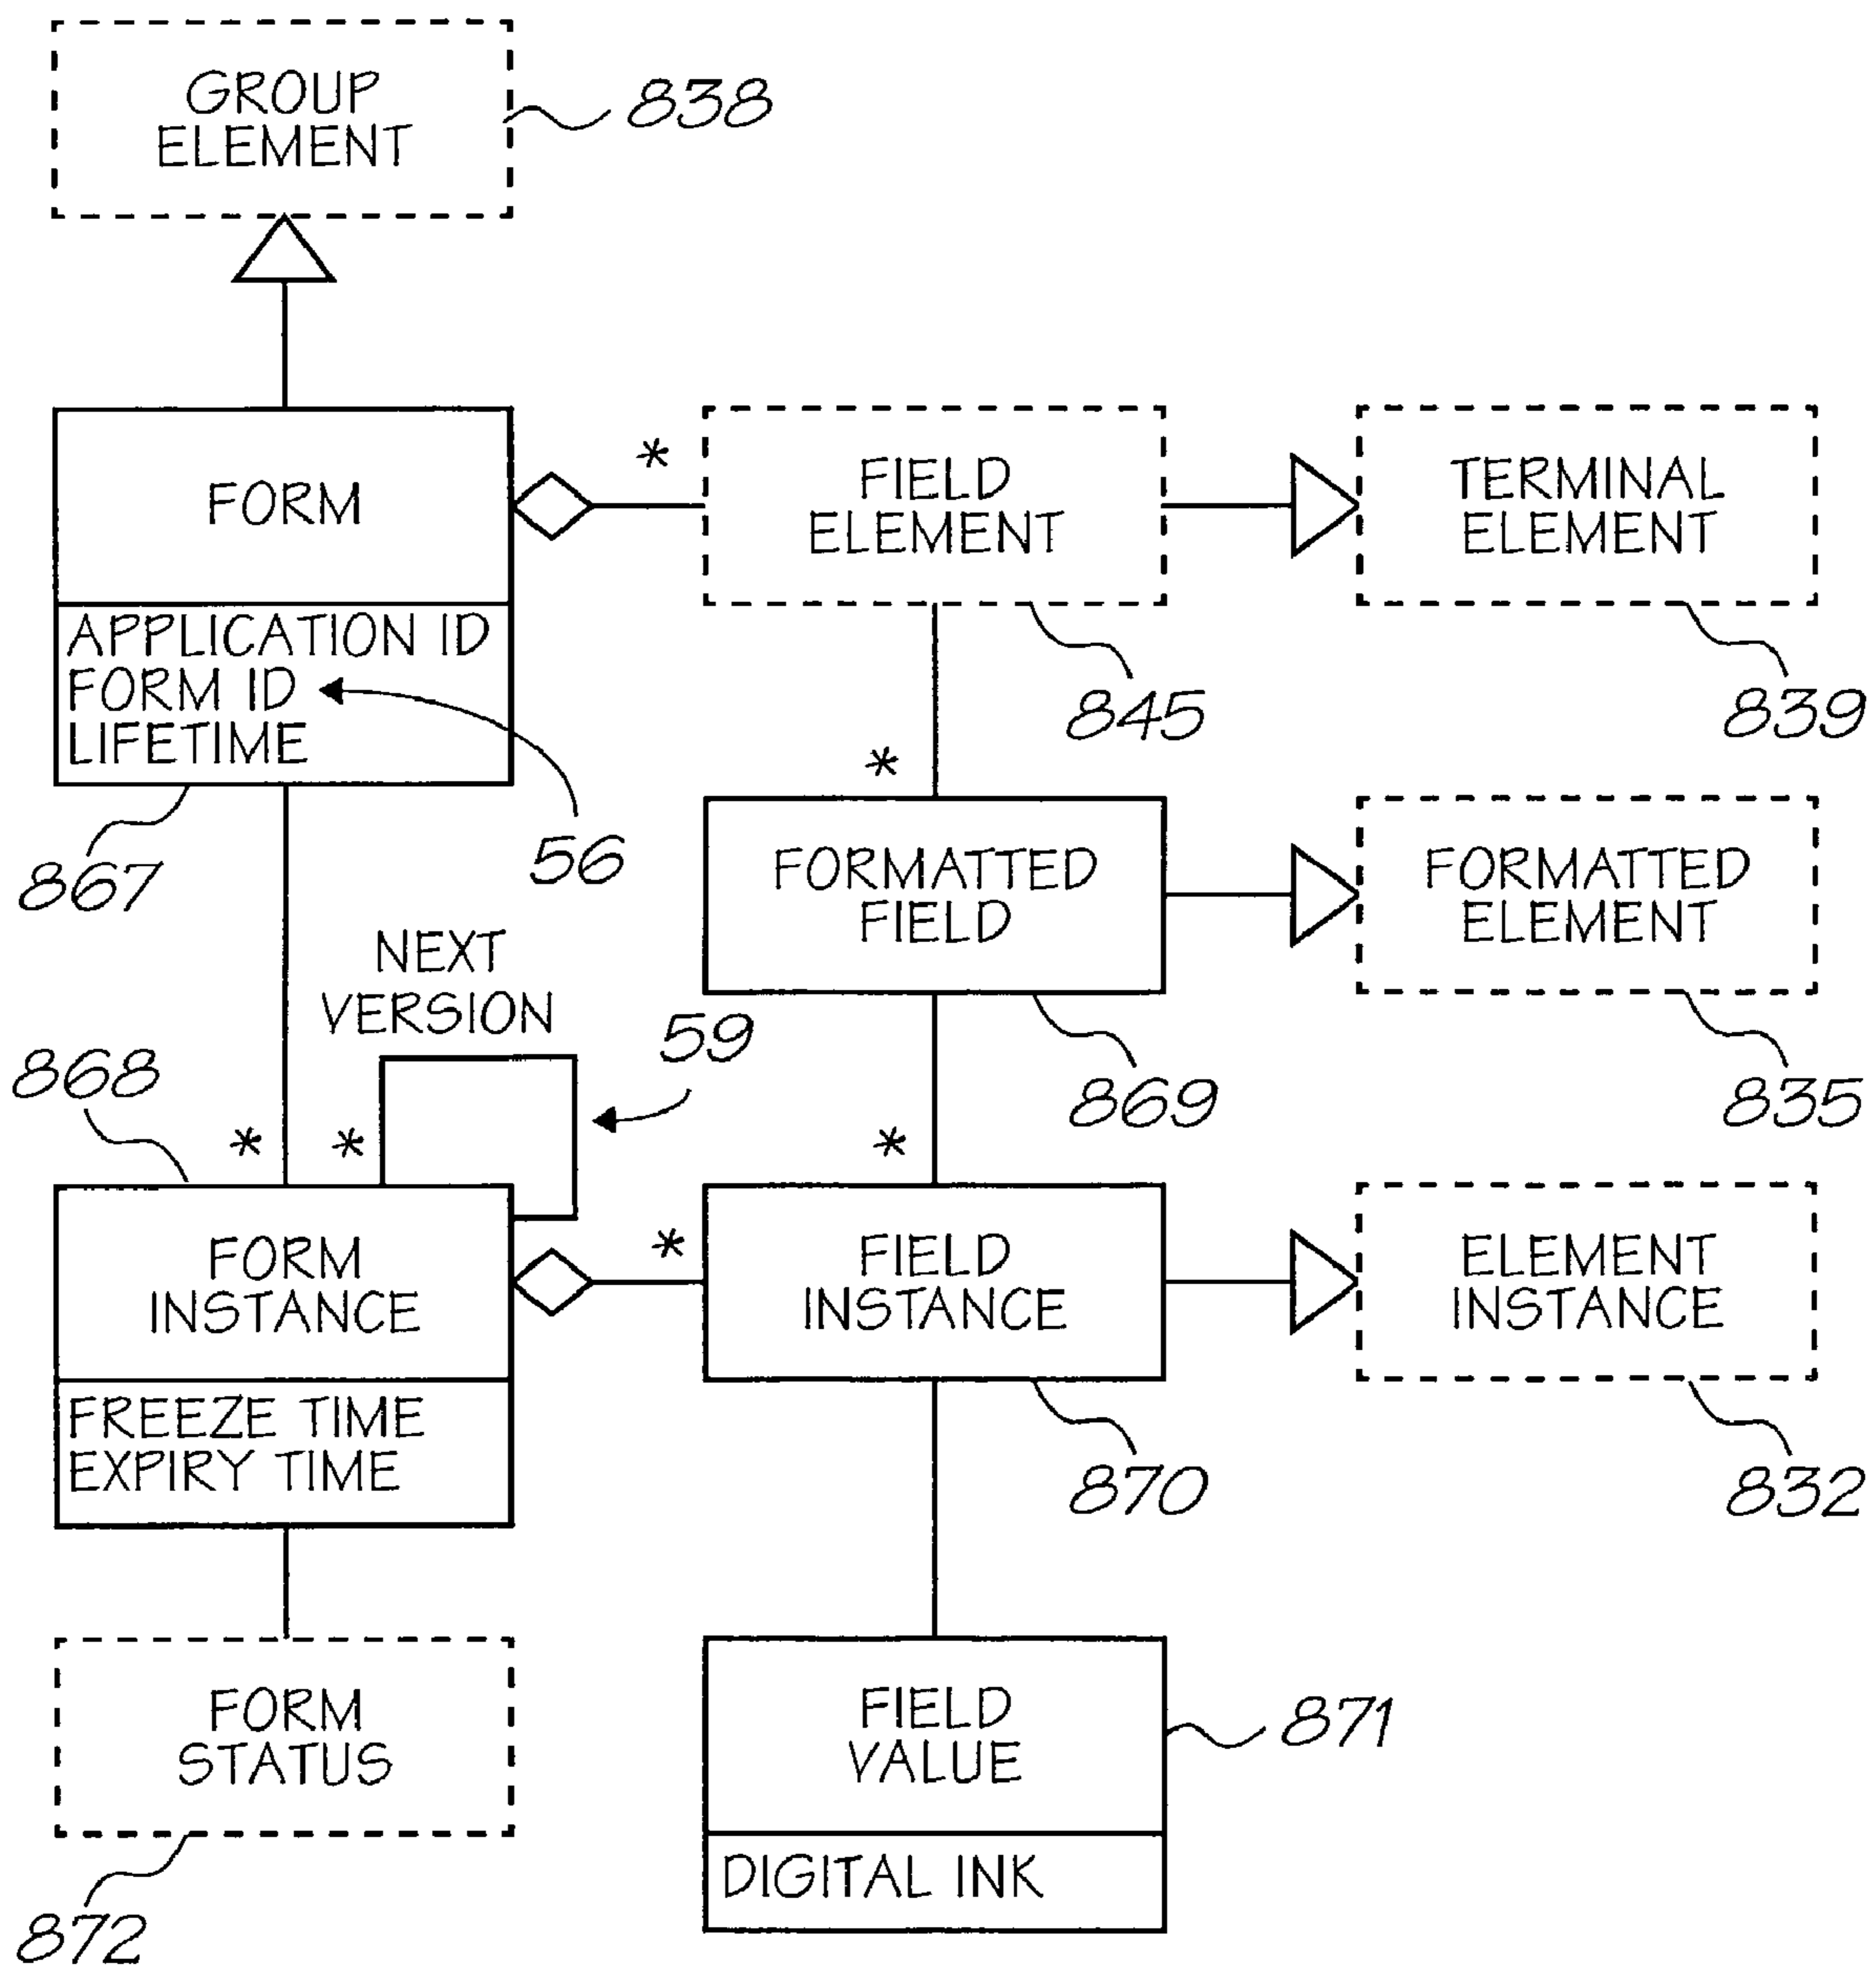 GROUP
ELEMENT
838
FORM
*
FIELD
ELEMENT
TERMINAL
ELEMENT
APPLICATION ID
FORM ID
LIFETIME
845
839
867
56
*
FORMATTED
FIELD
FORMATTED
ELEMENT
NEXT
VERSION
59
868
869
835
*
*
*
FORM
INSTANCE
*
FIELD
INSTANCE
ELEMENT
INSTANCE
FREEZE TIME
EXPIRY TIME
870
832
FORM
STATUS
FIELD
VALUE
871
DIGITAL INK
872